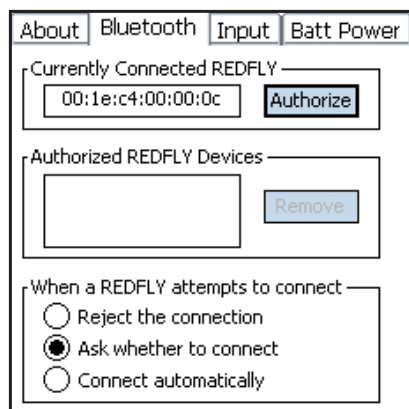 About Bluetooth Input Batt Power
Currently Connected REDFLY
00:1e:c4:00:00:0c Authorize
Authorized REDFLY Devices
Remove
When a REDFLY attempts to connect
Reject the connection
Ask whether to connect
Connect automatically